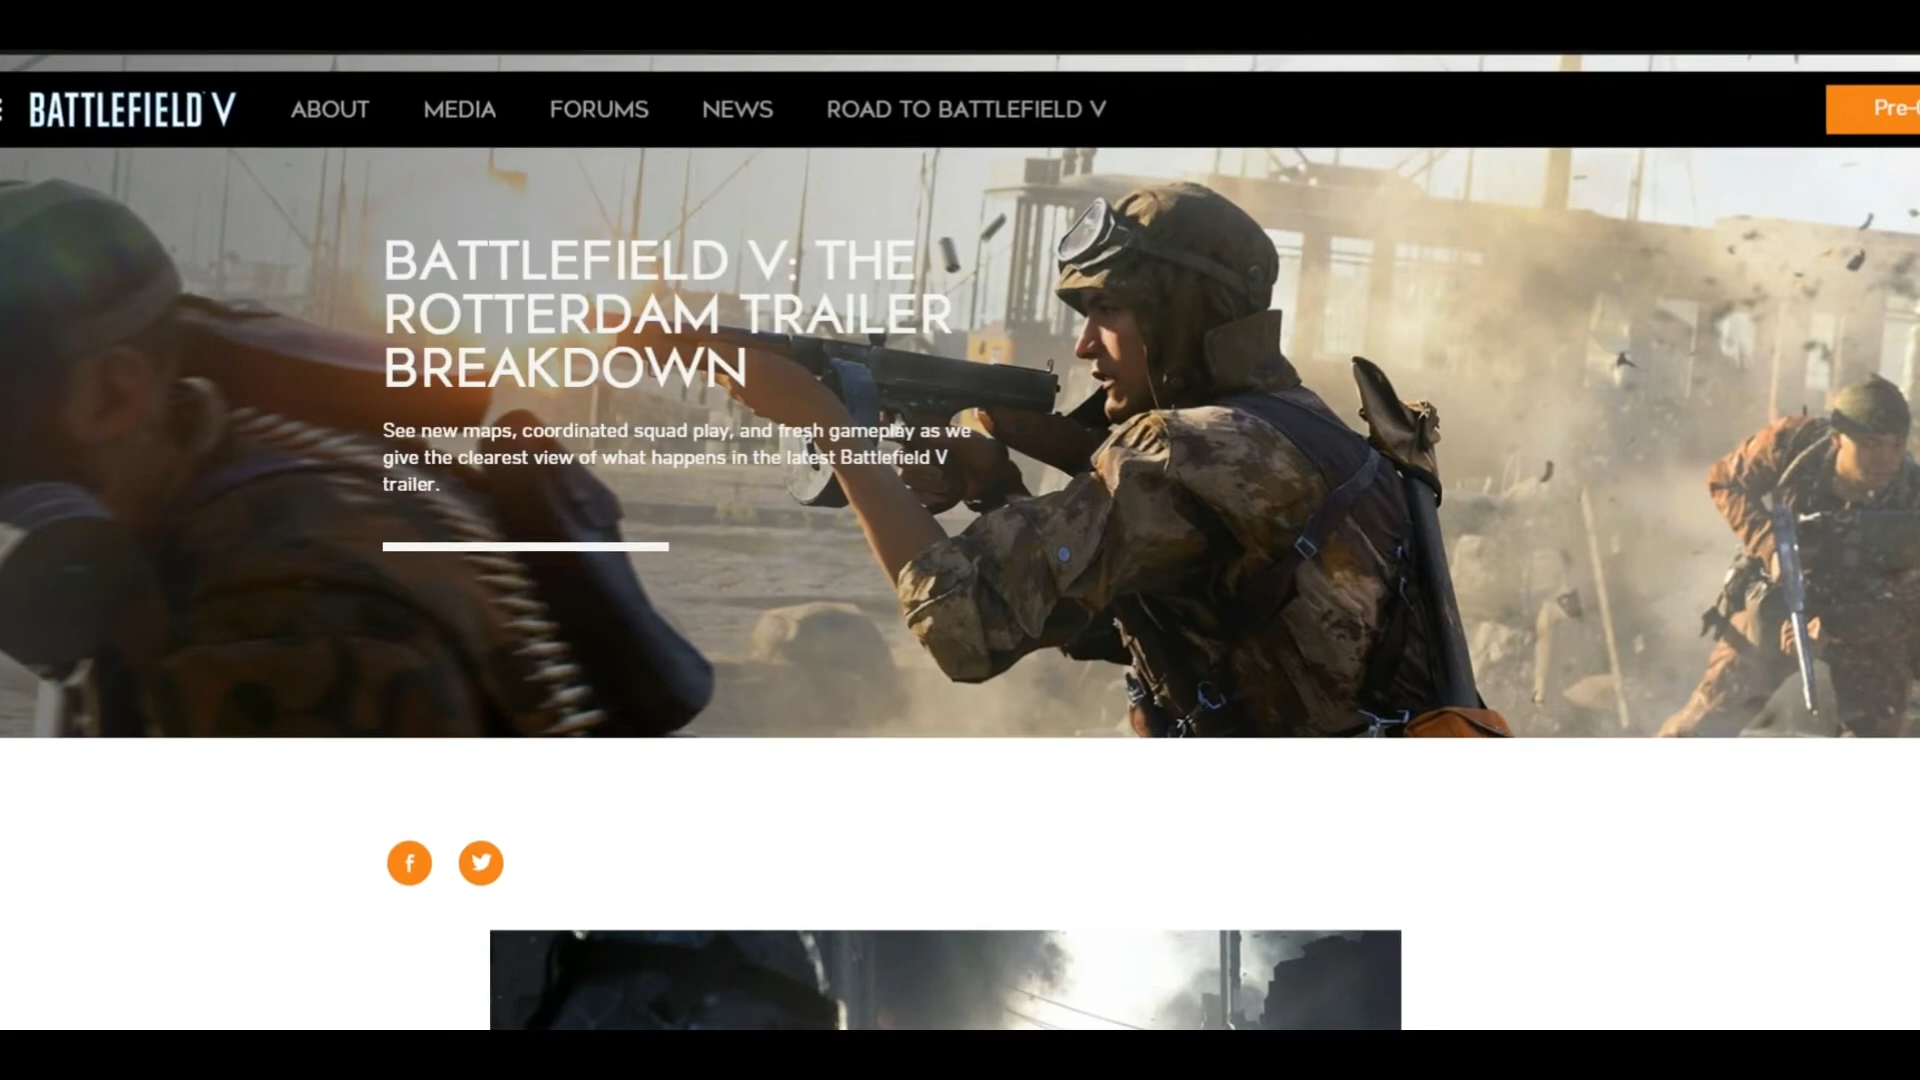 BATTLEFIELD V
ABOUT
MEDIA
FORUMS
NEWS
ROAD TO BATTLEFIELD V
Pre-
BATTLEFIELD V: THE
ROTTERDAM TRAILER
BREAKDOWN
See new maps, coordinated squad play, and fresh gameplay as we
give the clearest view of what happens in the latest Battlefield V
trailer.